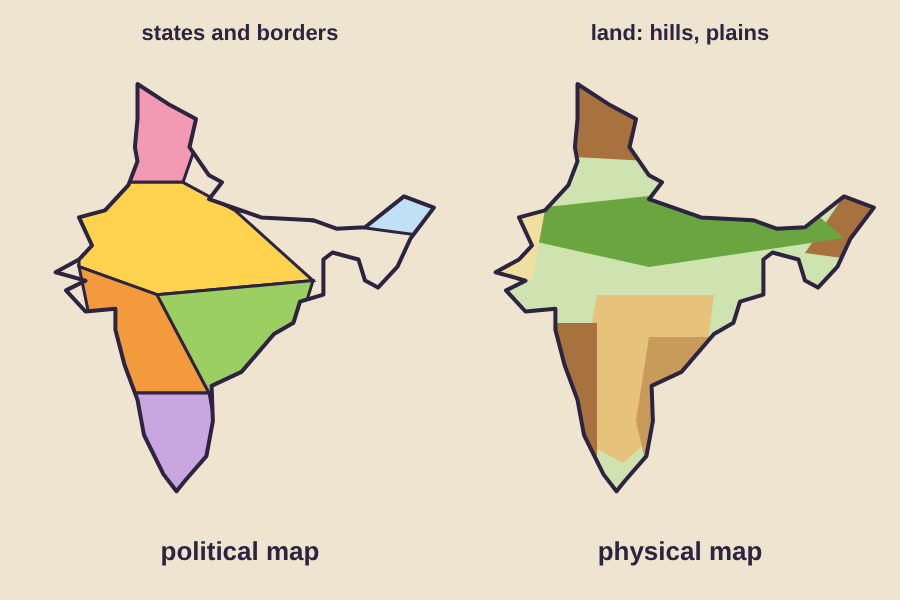 states and borders
land: hills, plains
political map
physical map